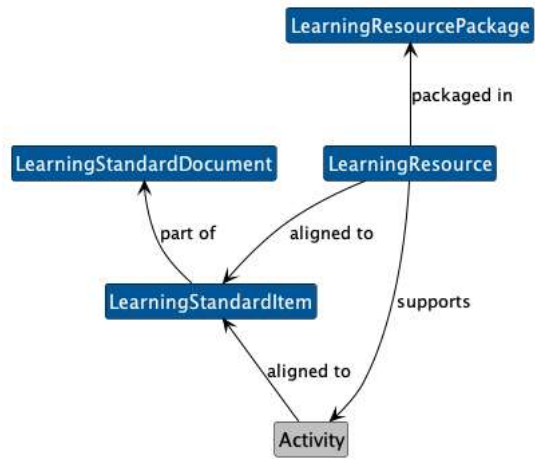 LearningResourcePackage
packaged in
LearningStandardDocument
LearningResource
part of
aligned to
LearningStandardItem
supports
aligned to
Activity